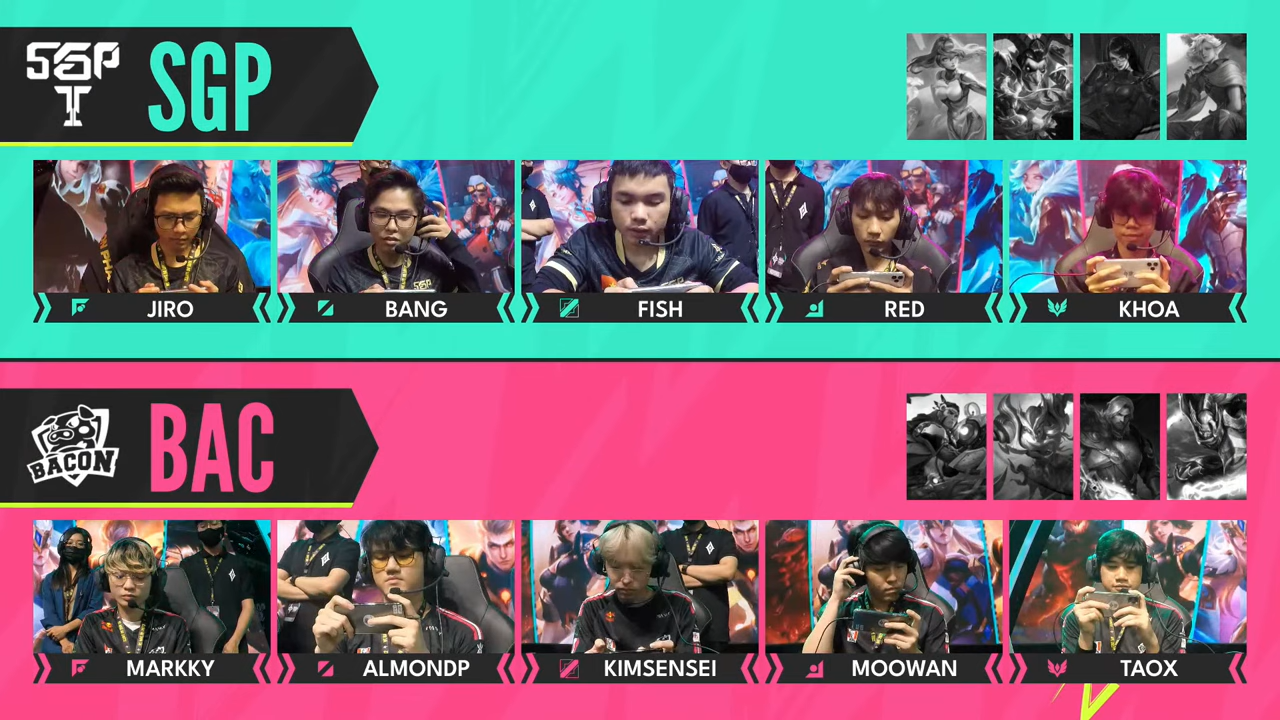 SGP
SGP
JIRO
BANG
FISH
RED
KHOA
BACON
BAC
MARKKY
ALMONDP
KIMSENSEI
MOOWAN
TAOX